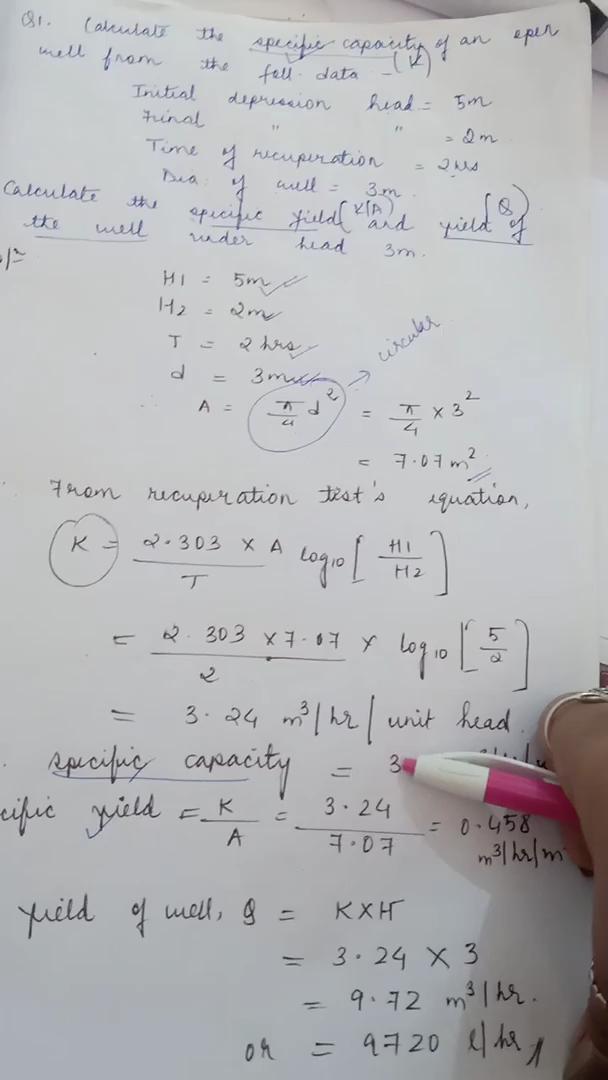 Q1. Calculate the specific capacity of an open
well from the foll. data - (K)
Initial depression head = 5m
Final " " = 2m
Time of recuperation = 2hrs
Dia. of well = 3m.
Calculate the specific yield (K/A) and yield (Q) of
the well under head 3m.
H1 = 5m
H2 = 2m
T = 2 hrs
d = 3m
circular
∴ A = π/4 d² = π/4 × 3²
= 7.07 m²
From recuperation test's equation,
K = 2.303 × A / T log10 [H1/H2]
= 2.303 × 7.07 / 2 × log10 [5/2]
= 3.24 m³/hr/unit head.
specific capacity = 3
yield = K/A = 3.24/7.07 = 0.458
m³/hr/m
yield of well, Q = K×H
= 3.24 × 3
= 9.72 m³/hr.
or = 9720 l/hr